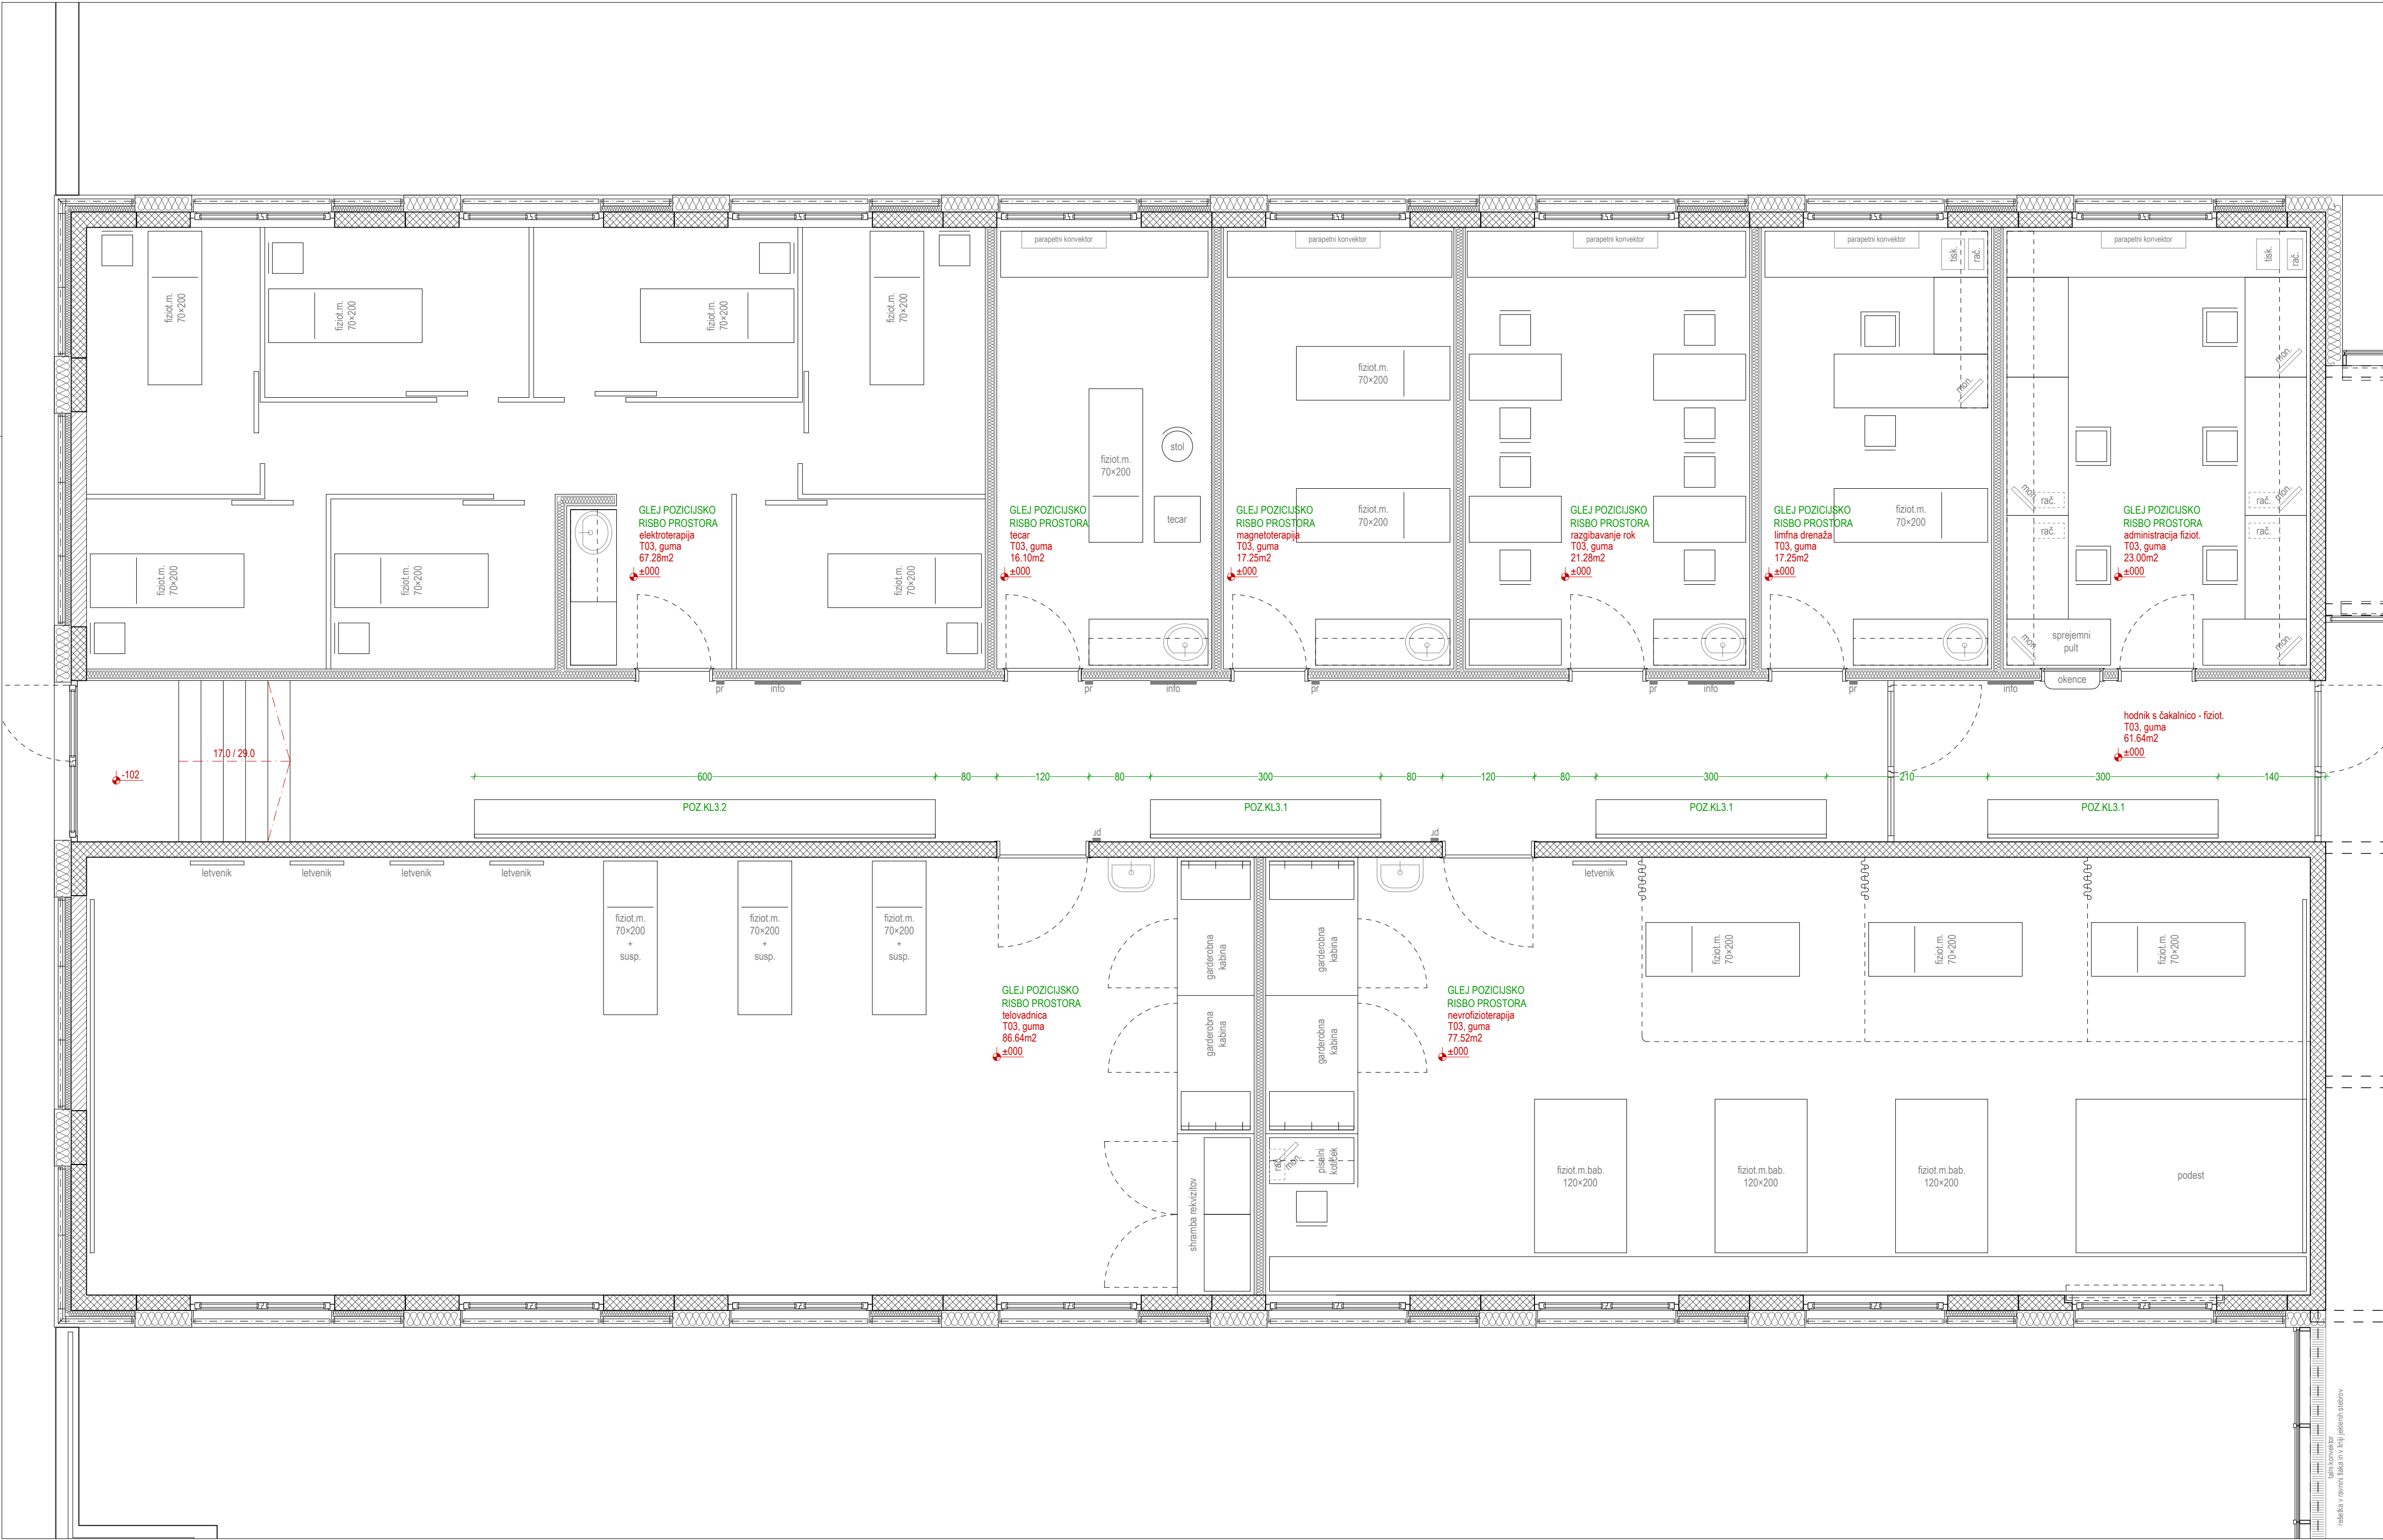 parapetni konvektor
parapetni konvektor
parapetni konvektor
parapetni konvektor
tisk.
rač.
parapetni konvektor
tisk.
rač.
fiziot.m.
70×200
fiziot.m.
70×200
fiziot.m.
70×200
fiziot.m.
70×200
fiziot.m.
70×200
mon.
mon.
stol
fiziot.m.
70×200
tecar
fiziot.m.
70×200
fiziot.m.
70×200
mon.
rač.
rač.
rač.
mon.
rač.
GLEJ POZICIJSKO
RISBO PROSTORA
elektroterapija
T03, guma
67.28m2
±000
GLEJ POZICIJSKO
RISBO PROSTORA
tecar
T03, guma
16.10m2
±000
GLEJ POZICIJSKO
RISBO PROSTORA
magnetoterapija
T03, guma
17.25m2
±000
GLEJ POZICIJSKO
RISBO PROSTORA
razgibavanje rok
T03, guma
21.28m2
±000
GLEJ POZICIJSKO
RISBO PROSTORA
limfna drenaža
T03, guma
17.25m2
±000
GLEJ POZICIJSKO
RISBO PROSTORA
administracija fiziot.
T03, guma
23.00m2
±000
fiziot.m.
70×200
fiziot.m.
70×200
fiziot.m.
70×200
mon.
sprejemni
pult
mon.
okence
pr
info
pr
info
pr
pr
info
pr
info
hodnik s čakalnico - fiziot.
T03, guma
61.64m2
±000
17.0 / 29.0
-102
600
80
120
80
300
80
120
80
300
210
300
140
POZ.KL3.2
POZ.KL3.1
POZ.KL3.1
POZ.KL3.1
letvenik
letvenik
letvenik
letvenik
letvenik
fiziot.m.
70×200
+
susp.
fiziot.m.
70×200
+
susp.
fiziot.m.
70×200
+
susp.
garderobna
kabina
garderobna
kabina
fiziot.m.
70×200
fiziot.m.
70×200
fiziot.m.
70×200
GLEJ POZICIJSKO
RISBO PROSTORA
telovadnica
T03, guma
86.64m2
±000
garderobna
kabina
garderobna
kabina
GLEJ POZICIJSKO
RISBO PROSTORA
nevrofizioterapija
T03, guma
77.52m2
±000
rač.
mon.
pisalni
kotiček
shramba rekvizitov
fiziot.m.bab.
120×200
fiziot.m.bab.
120×200
fiziot.m.bab.
120×200
podest
talni konvektor
rešetka v ravnini tlaka in v liniji jeklenih stebrov